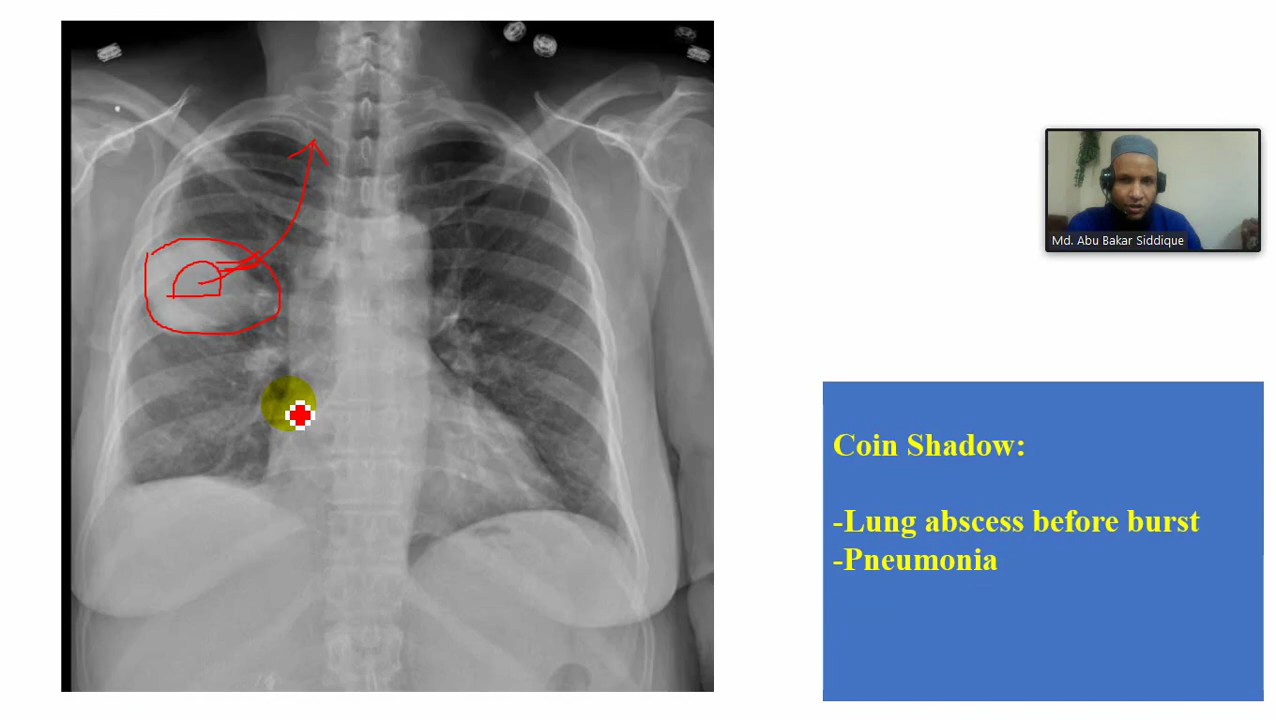 Md. Abu Bakar Siddique
Coin Shadow:
-Lung abscess before burst
-Pneumonia